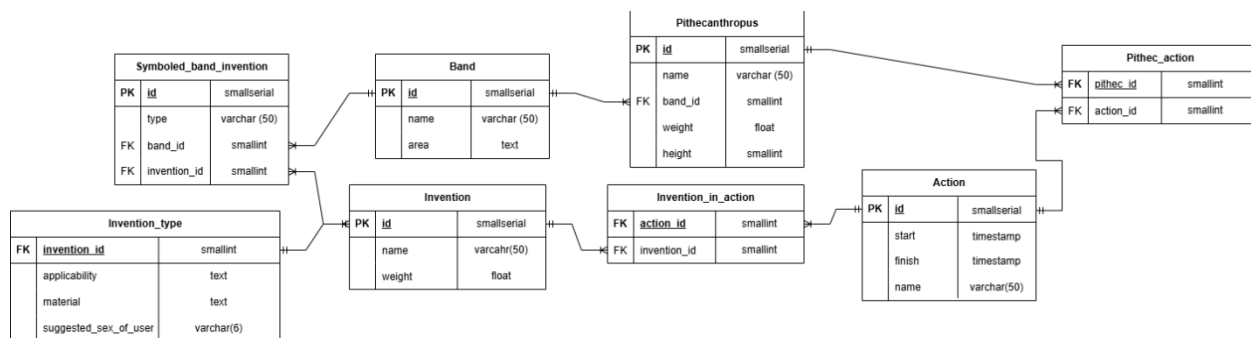 Symboled_band_invention
PK id smallserial
type varchar (50)
FK band_id smallint
FK invention_id smallint
Band
PK id smallserial
name varchar (50)
area text
Pithecanthropus
PK id smallserial
name varchar (50)
FK band_id smallint
weight float
height smallint
Pithec_action
FK pithec_id smallint
FK action_id smallint
Invention_type
FK invention_id smallint
applicability text
material text
suggested_sex_of_user varchar(6)
Invention
PK id smallserial
name varcahr(50)
weight float
Invention_in_action
FK action_id smallint
FK invention_id smallint
Action
PK id smallserial
start timestamp
finish timestamp
name varchar(50)